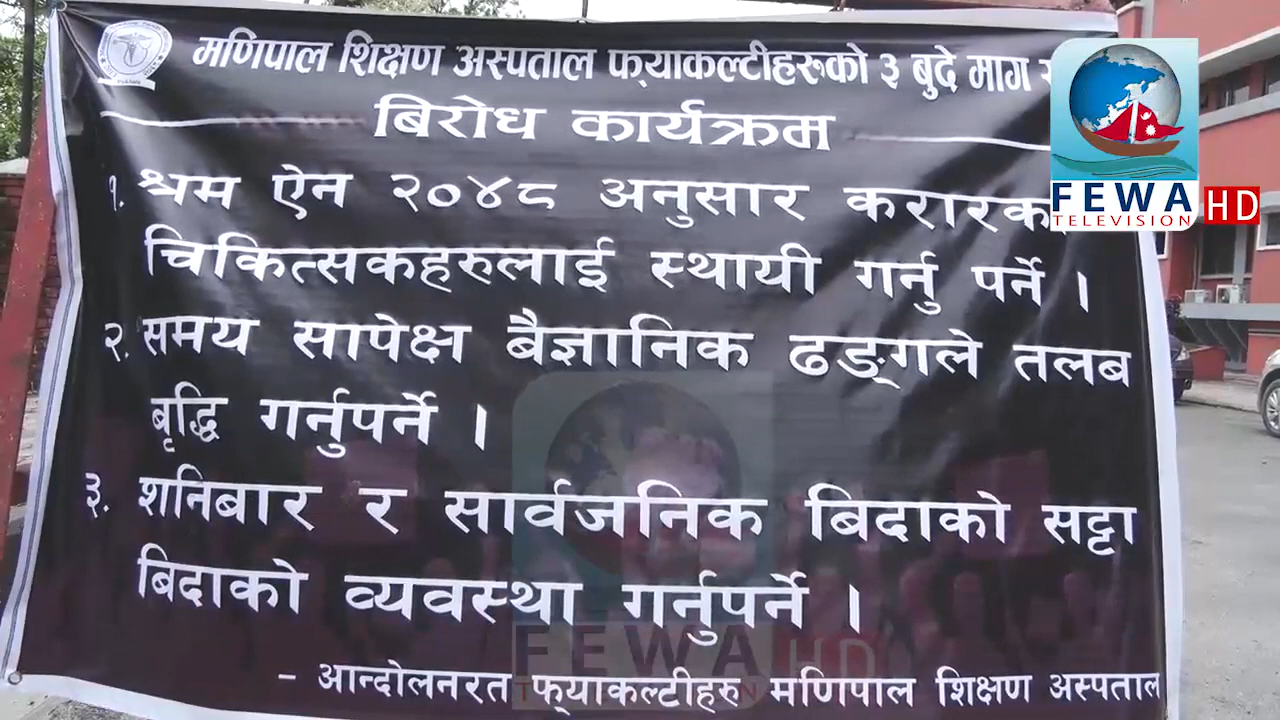 मणिपाल शिक्षण अस्पताल फ्याकल्टीहरुको ३ बुदे माग
बिरोध कार्यक्रम
१. श्रम ऐन २०४८ अनुसार
चिकित्सकहरुलाई स्थायी गर्नु पर्ने ।
२. समय सापेक्ष बैज्ञानिक ढङ्गले तलब
बृद्धि गर्नुपर्ने ।
३. शनिबार र सार्वजनिक बिदाको सट्टा
बिदाको व्यवस्था गर्नुपर्ने ।
- आन्दोलनरत फ्याकल्टीहरु मणिपाल शिक्षण अस्पताल
FEWA HD
TELEVISION
FEWA HD